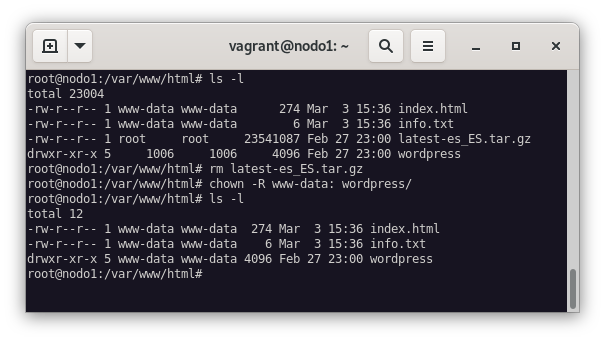 vagrant@nodo1: ~
root@nodo1:/var/www/html# ls -l
total 23004
-rw-r--r-- 1 www-data www-data      274 Mar  3 15:36 index.html
-rw-r--r-- 1 www-data www-data        6 Mar  3 15:36 info.txt
-rw-r--r-- 1 root     root     23541087 Feb 27 23:00 latest-es_ES.tar.gz
drwxr-xr-x 5     1006     1006     4096 Feb 27 23:00 wordpress
root@nodo1:/var/www/html# rm latest-es_ES.tar.gz
root@nodo1:/var/www/html# chown -R www-data: wordpress/
root@nodo1:/var/www/html# ls -l
total 12
-rw-r--r-- 1 www-data www-data  274 Mar  3 15:36 index.html
-rw-r--r-- 1 www-data www-data    6 Mar  3 15:36 info.txt
drwxr-xr-x 5 www-data www-data 4096 Feb 27 23:00 wordpress
root@nodo1:/var/www/html#